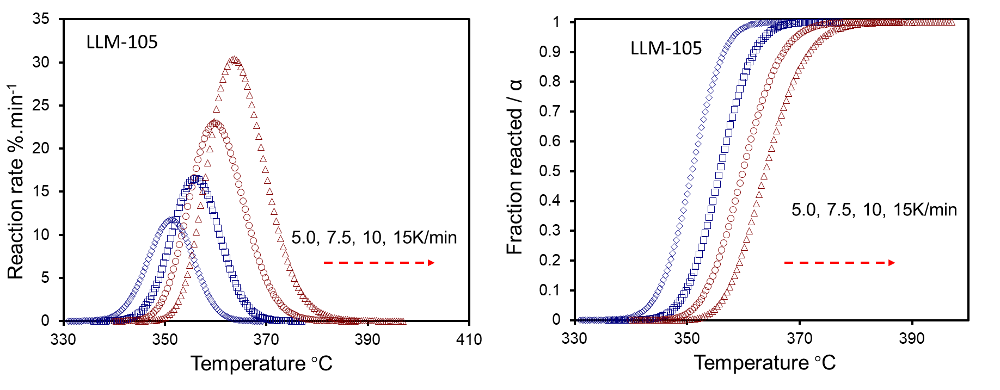 35
30
25
20
15
10
5
0
Reaction rate %.min-1
LLM-105
5.0, 7.5, 10, 15K/min
330 350 370 390 410
Temperature °C
1
0.9
0.8
0.7
0.6
0.5
0.4
0.3
0.2
0.1
0
Fraction reacted / α
LLM-105
5.0, 7.5, 10, 15K/min
330 350 370 390
Temperature °C